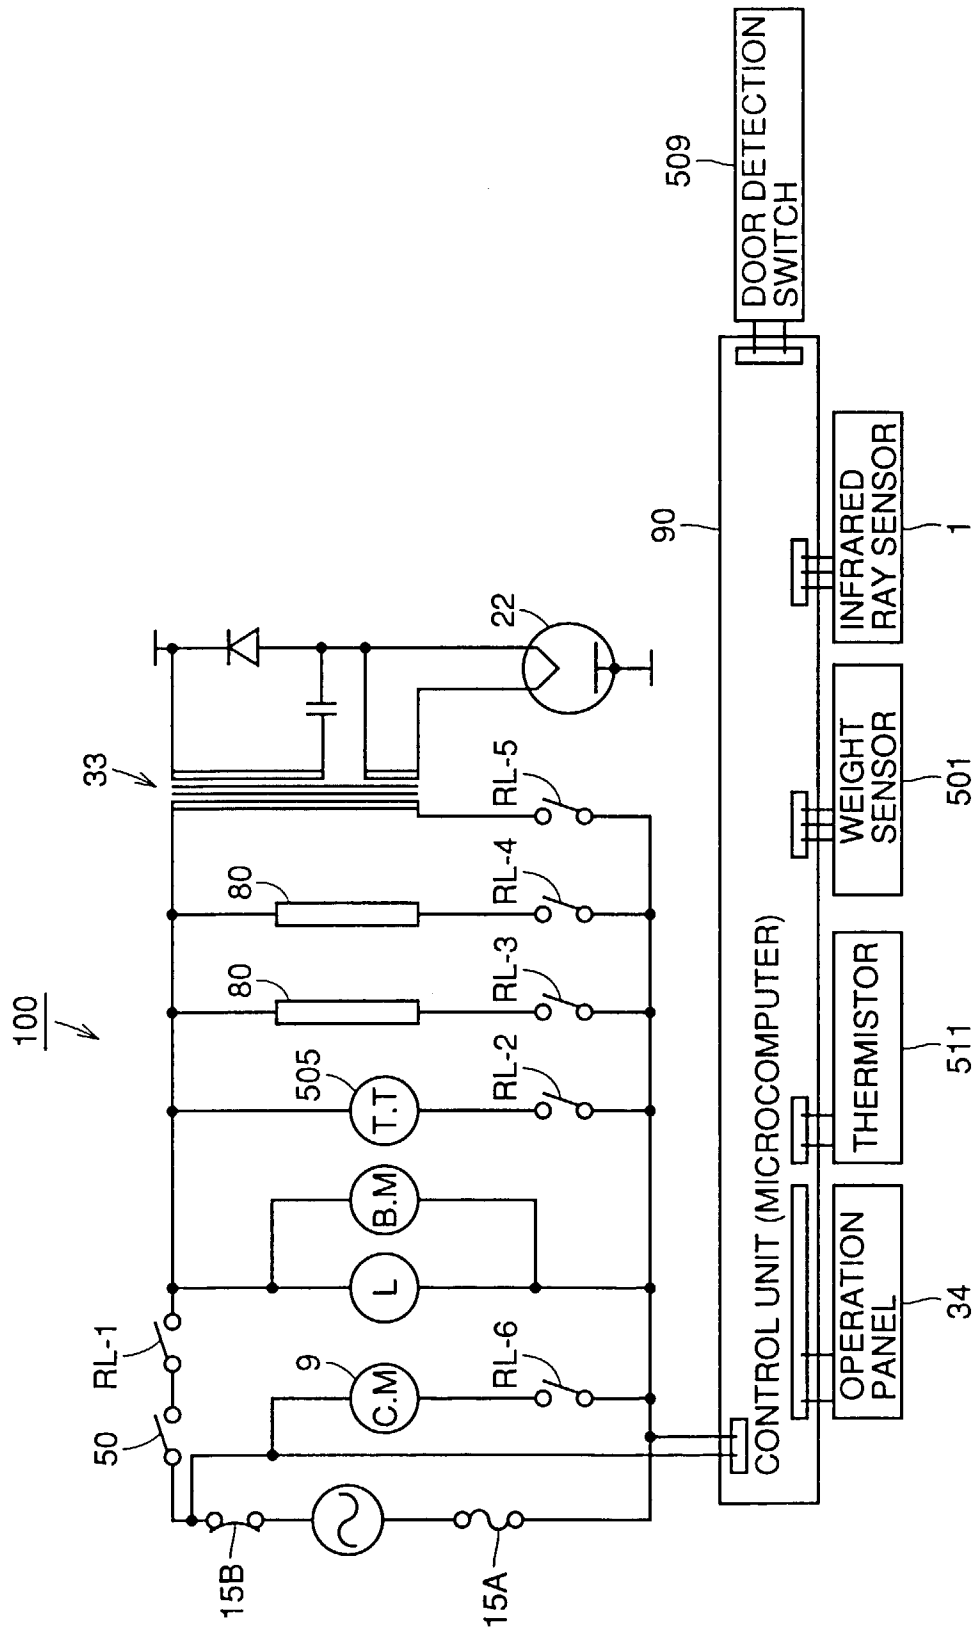 100
33
50
RL-1
9
C.M
RL-6
L
B.M
505
T.T
RL-2
80
RL-3
80
RL-4
RL-5
22
15B
15A
90
CONTROL UNIT (MICROCOMPUTER)
509
DOOR DETECTION
SWITCH
OPERATION
PANEL
34
THERMISTOR
511
WEIGHT
SENSOR
501
INFRARED
RAY SENSOR
1